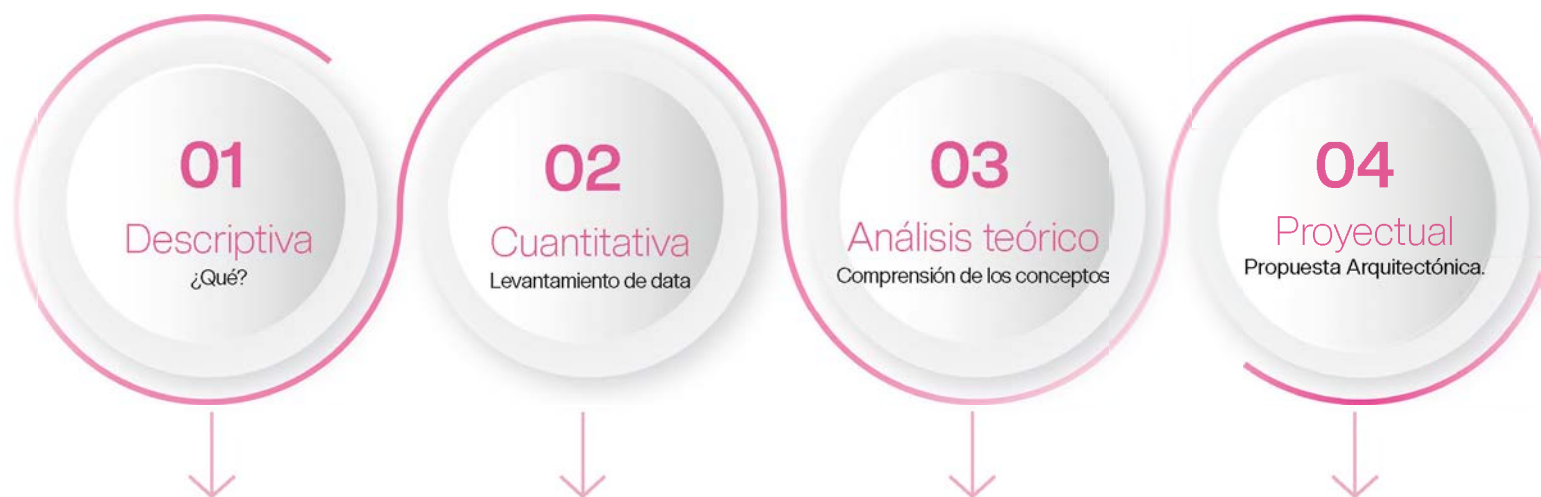 01
Descriptiva
¿Qué?
02
Cuantitativa
Levantamiento de data
03
Análisis teórico
Comprensión de los conceptos
04
Proyectual
Propuesta Arquitectónica.